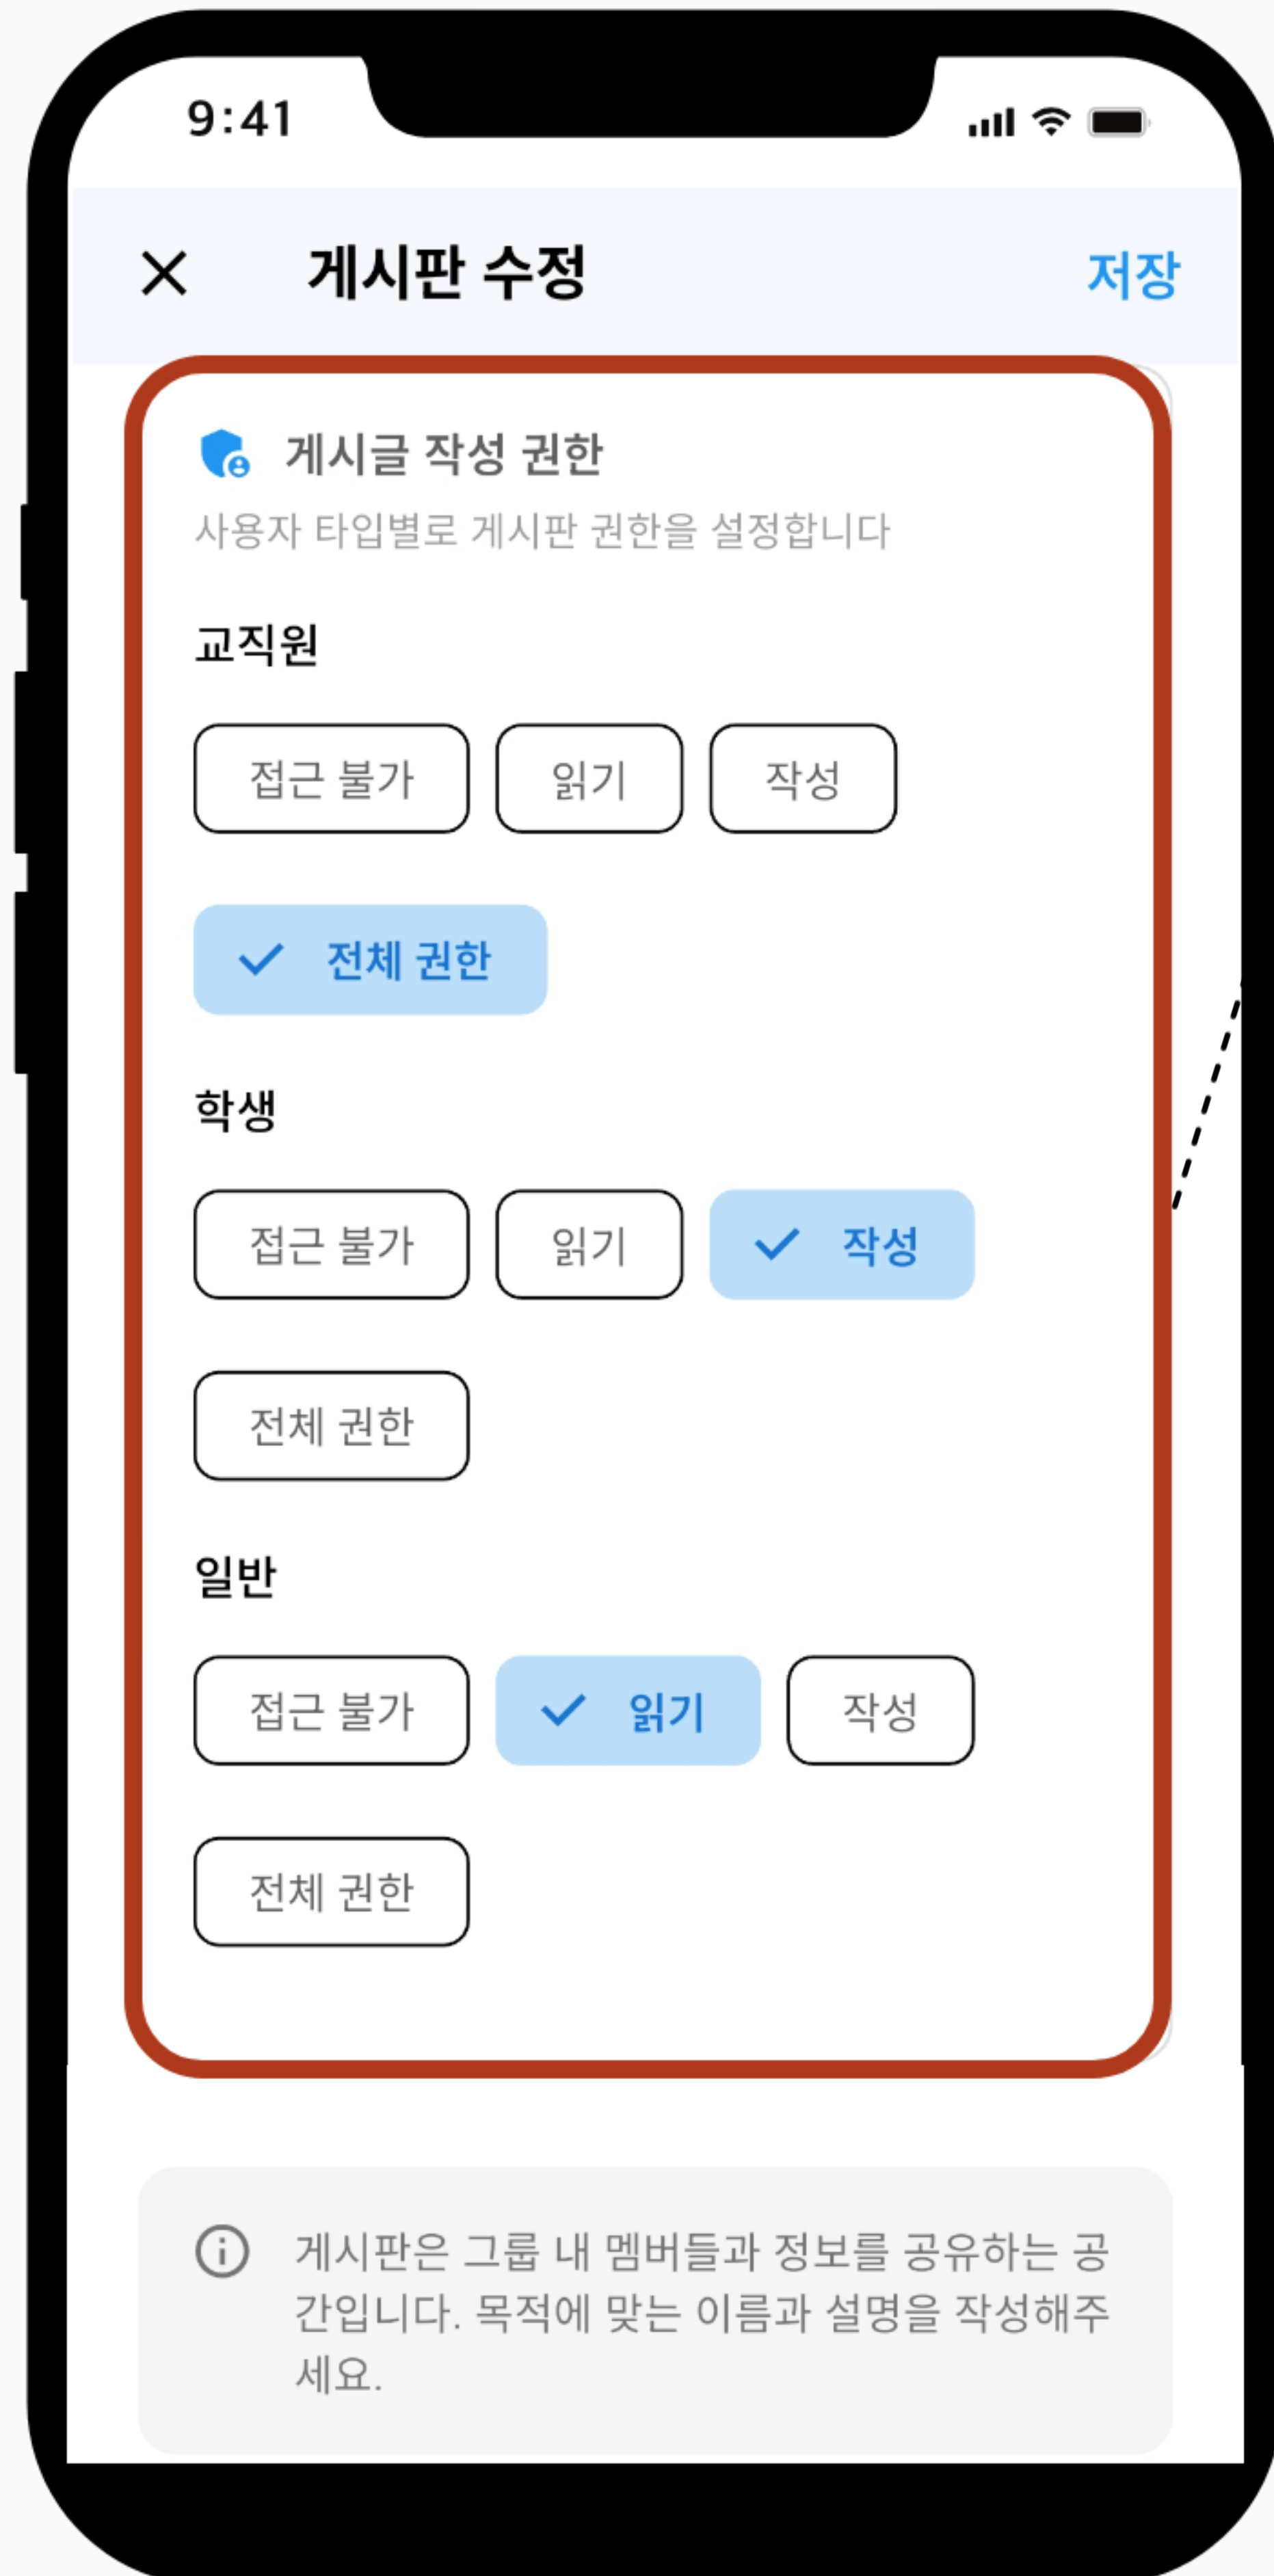 9:41
게시판 수정 저장
게시글 작성 권한
사용자 타입별로 게시판 권한을 설정합니다
교직원
접근 불가 읽기 작성
전체 권한
학생
접근 불가 읽기 작성
전체 권한
일반
접근 불가 읽기 작성
전체 권한
게시판은 그룹 내 멤버들과 정보를 공유하는 공
간입니다. 목적에 맞는 이름과 설명을 작성해주
세요.